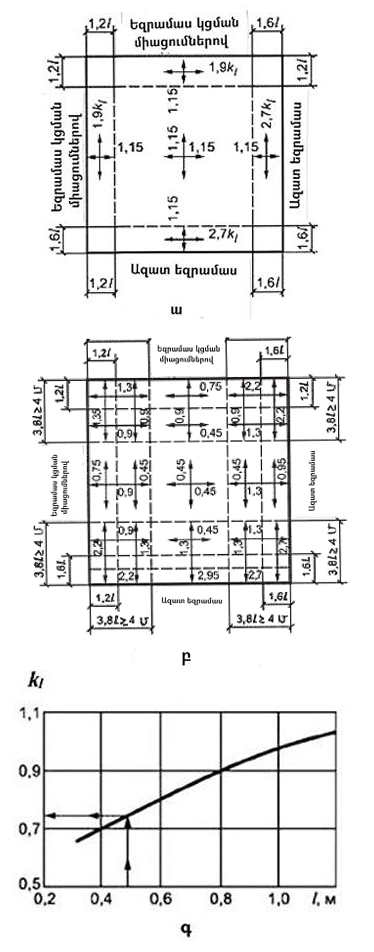 1,2l
Եզրամաս կցման
միացումներով
1,6l
1,2l
1,9kl
1,2l
1,15
Եզրամաս կցման
միացումներով
1,9kl
1,15
1,15
1,15
1,15
2,7kl
Ազատ եզրամաս
1,15
1,6l
2,7kl
1,6l
1,2l
Ազատ եզրամաս
1,6l
ա
Եզրամաս կցման
միացումներով
1,2l
1,6l
3,8l≥4 Մ
1,2l
1,3
0,75
2,2
1,2l
3,8l≥4 Մ
1,35
0,9
0,9
0,9
2,2
0,9
0,45
1,3
Եզրամաս կցման
միացումներով
0,75
0,45
0,45
0,45
0,95
0,9
0,45
1,3
Ազատ եզրամաս
0,9
0,45
1,3
3,8l≥4 Մ
1,6l
2,2
1,3
1,3
1,3
2,7
1,6l
3,8l≥4 Մ
2,2
2,95
2,7
1,2l
Ազատ եզրամաս
1,6l
3,8l≥4 Մ
3,8l≥4 Մ
բ
kl
1,1
0,9
0,7
0,5
0,2
0,4
0,6
0,8
1,0
l, м
գ